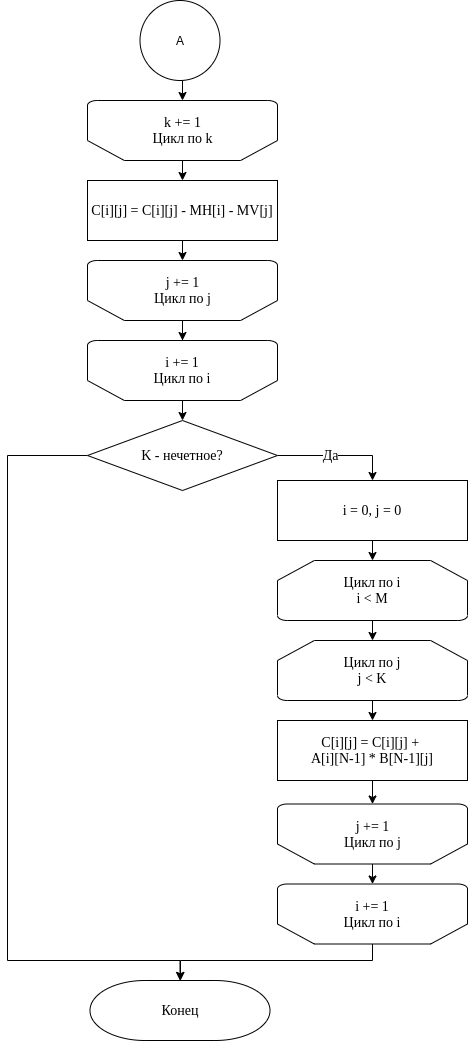 A
k += 1
Цикл по k
C[i][j] = C[i][j] - MH[i] - MV[j]
j += 1
Цикл по j
i += 1
Цикл по i
K - нечетное?
Да
i = 0, j = 0
Цикл по i
i < M
Цикл по j
j < K
C[i][j] = C[i][j] +
A[i][N-1] * B[N-1][j]
j += 1
Цикл по j
i += 1
Цикл по i
Конец